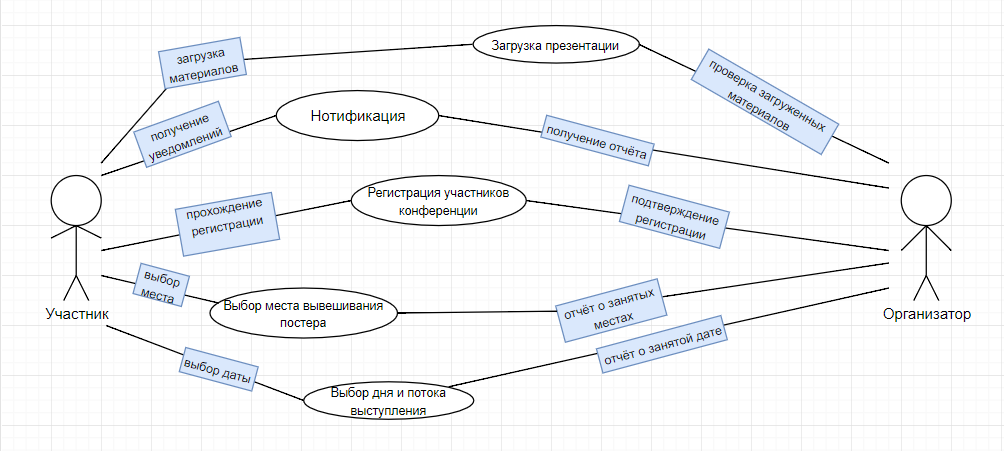 загрузка
материалов
Загрузка презентации
проверка загруженных
материалов
получение
уведомлений
Нотификация
получение отчёта
прохождение
регистрации
Регистрация участников
конференции
подтверждение
регистрации
Участник
Организатор
выбор
места
Выбор места вывешивания
постера
отчёт о занятых
местах
выбор даты
Выбор дня и потока
выступления
отчёт о занятой дате